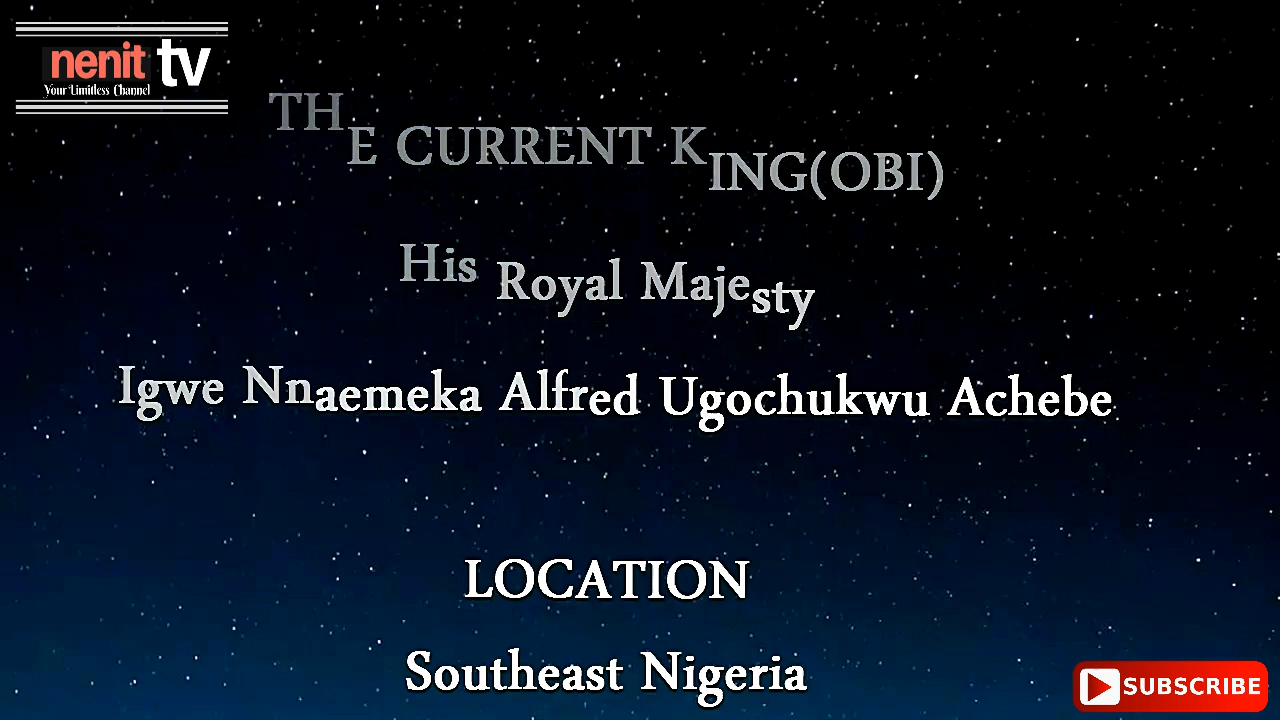 nenit tv
Your Limitless Channel
THE CURRENT KING(OBI)
His Royal Majesty
Igwe Nnaemeka Alfred Ugochukwu Achebe
LOCATION
Southeast Nigeria
SUBSCRIBE